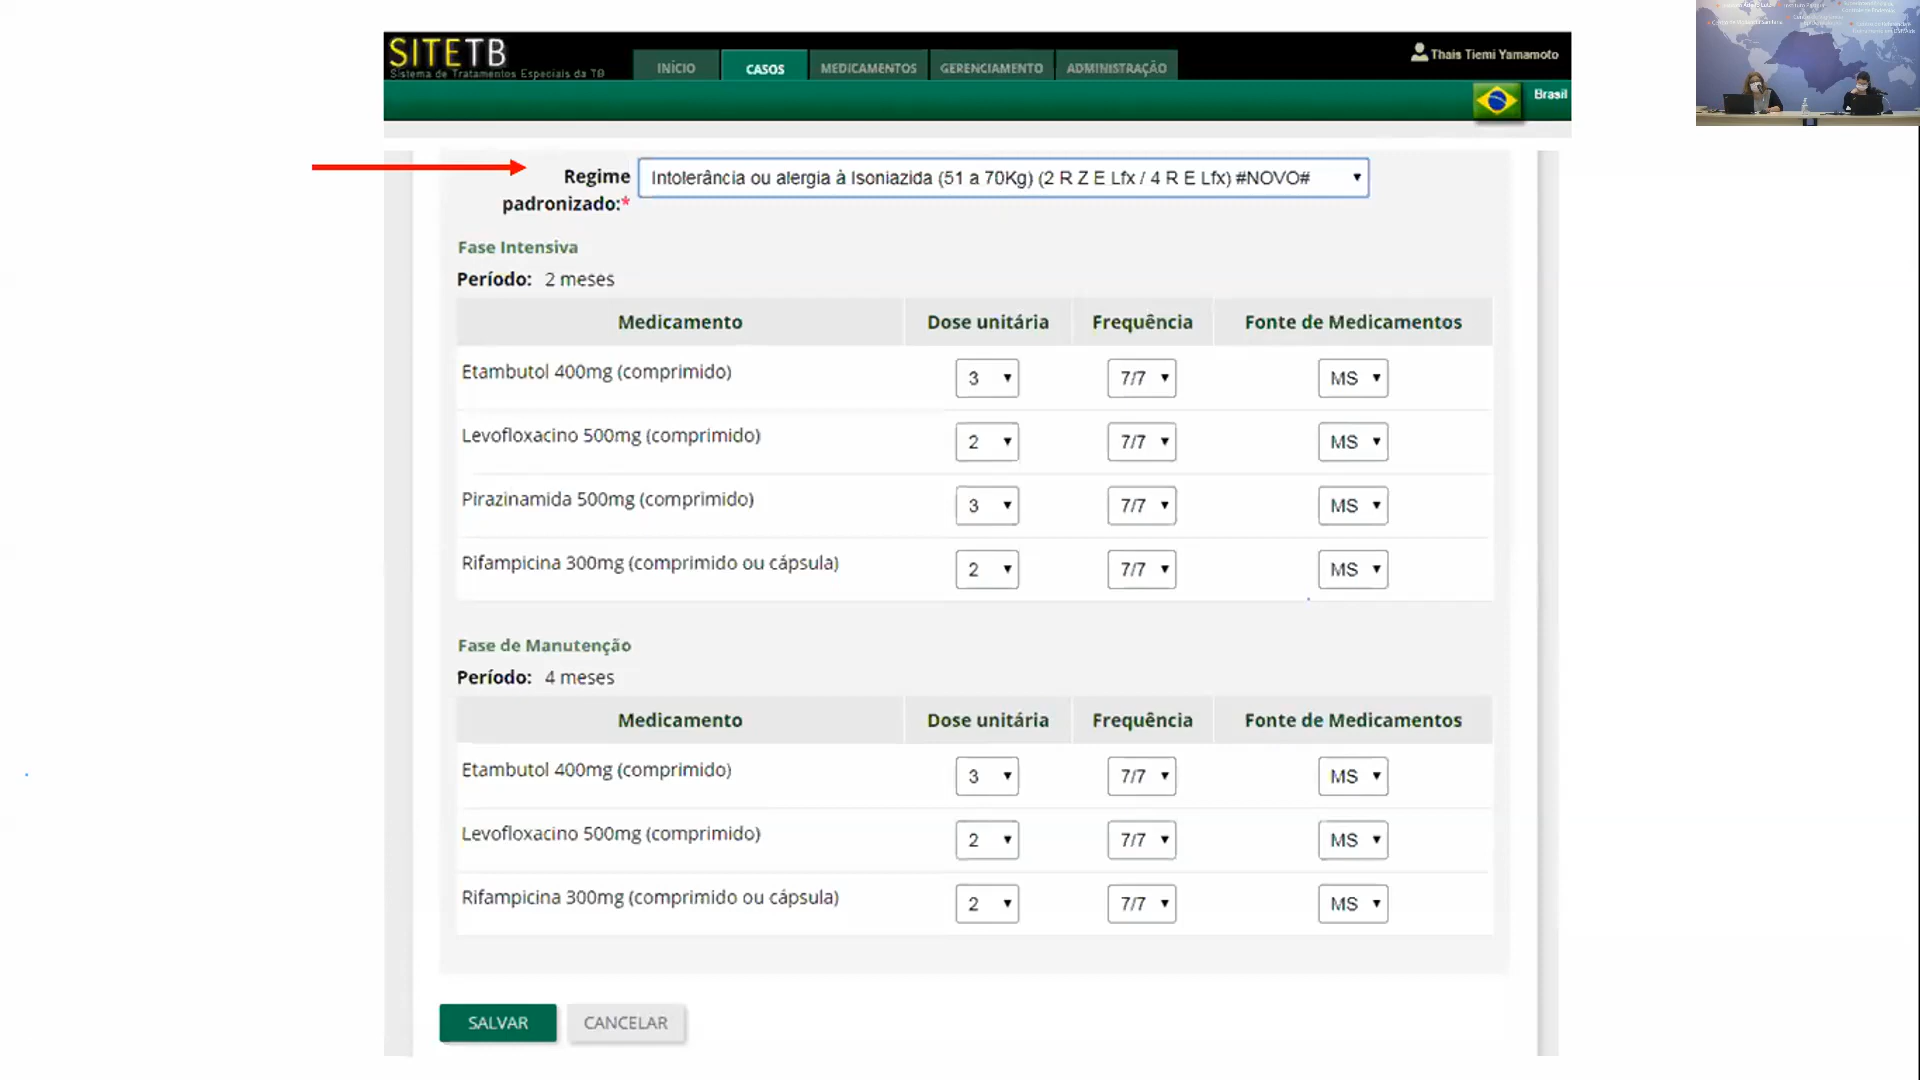 SITETB
Sistema de Tratamentos Especiais da TB
INÍCIO
CASOS
MEDICAMENTOS
GERENCIAMENTO
ADMINISTRAÇÃO
Thais Tiemi Yamamoto
Brasil
Regime padronizado:*
Intolerância ou alergia à Isoniazida (51 a 70Kg) (2 R Z E Lfx / 4 R E Lfx) #NOVO#
Fase Intensiva
Período: 2 meses
Medicamento Dose unitária Frequência Fonte de Medicamentos
Etambutol 400mg (comprimido) 3 7/7 MS
Levofloxacino 500mg (comprimido) 2 7/7 MS
Pirazinamida 500mg (comprimido) 3 7/7 MS
Rifampicina 300mg (comprimido ou cápsula) 2 7/7 MS
Fase de Manutenção
Período: 4 meses
Medicamento Dose unitária Frequência Fonte de Medicamentos
Etambutol 400mg (comprimido) 3 7/7 MS
Levofloxacino 500mg (comprimido) 2 7/7 MS
Rifampicina 300mg (comprimido ou cápsula) 2 7/7 MS
SALVAR
CANCELAR